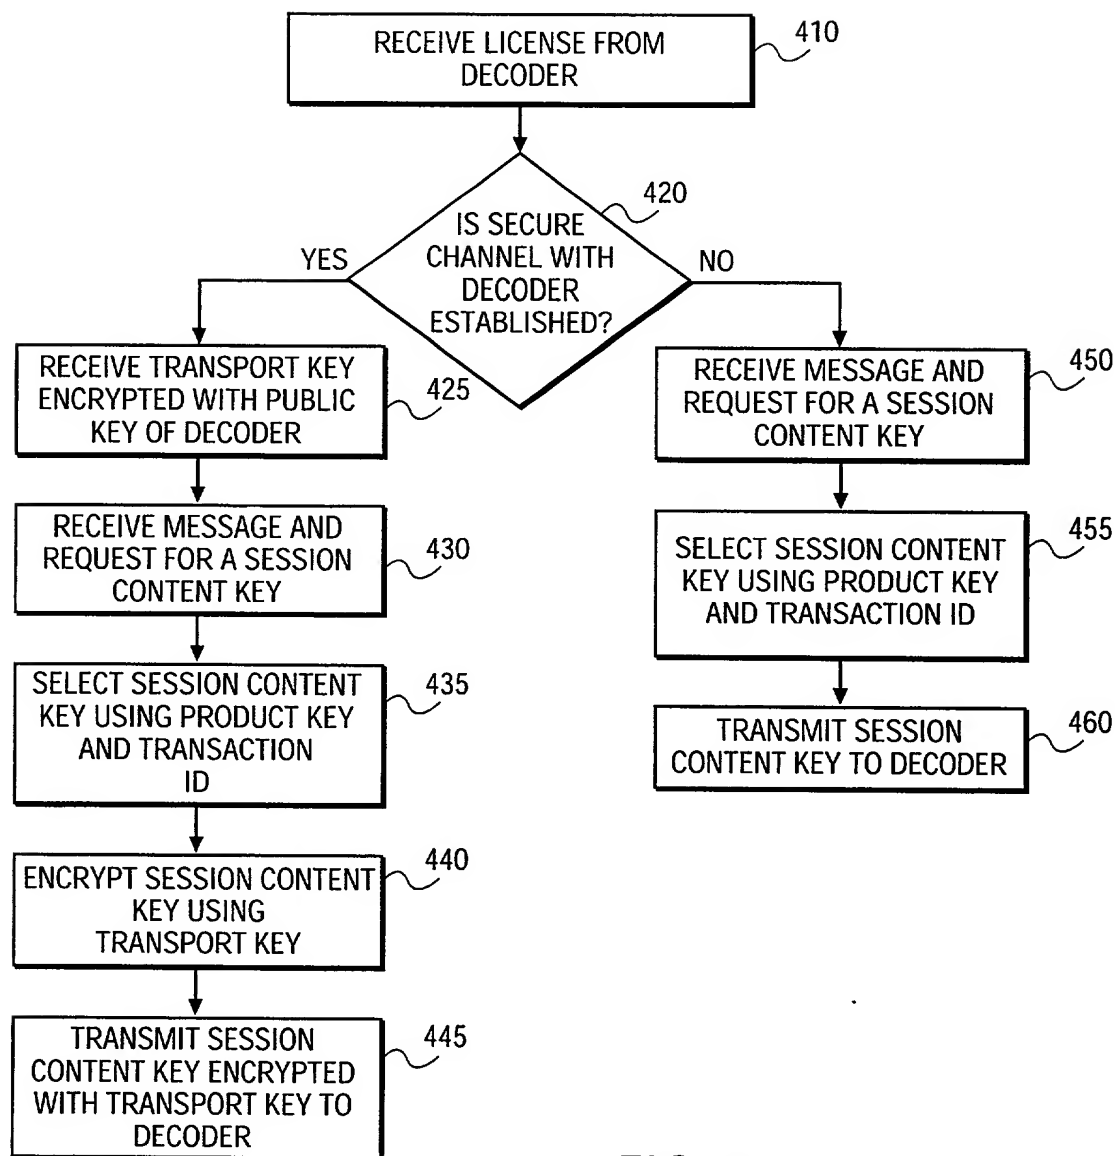 RECEIVE LICENSE FROM
DECODER
410
IS SECURE
CHANNEL WITH
DECODER
ESTABLISHED?
420
YES
NO
RECEIVE TRANSPORT KEY
ENCRYPTED WITH PUBLIC
KEY OF DECODER
425
RECEIVE MESSAGE AND
REQUEST FOR A SESSION
CONTENT KEY
430
SELECT SESSION CONTENT
KEY USING PRODUCT KEY
AND TRANSACTION
ID
435
ENCRYPT SESSION CONTENT
KEY USING
TRANSPORT KEY
440
TRANSMIT SESSION
CONTENT KEY ENCRYPTED
WITH TRANSPORT KEY TO
DECODER
445
RECEIVE MESSAGE AND
REQUEST FOR A SESSION
CONTENT KEY
450
SELECT SESSION CONTENT
KEY USING PRODUCT KEY
AND TRANSACTION ID
455
TRANSMIT SESSION
CONTENT KEY TO DECODER
460